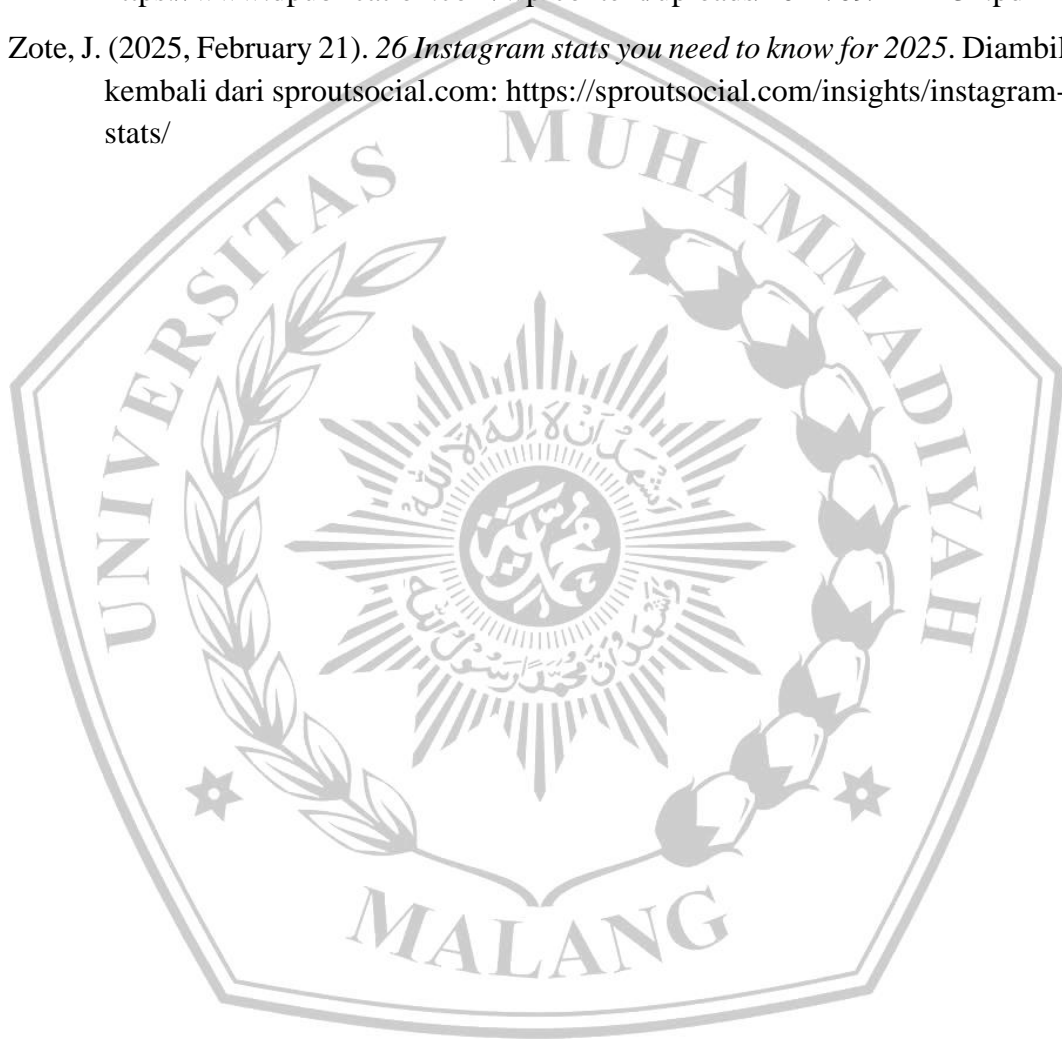 Zote, J. (2025, February 21). 26 Instagram stats you need to know for 2025. Diambil
kembali dari sproutsocial.com: https://sproutsocial.com/insights/instagram-
stats/
UNIVERSITAS MUHAMMADIYAH
MALANG